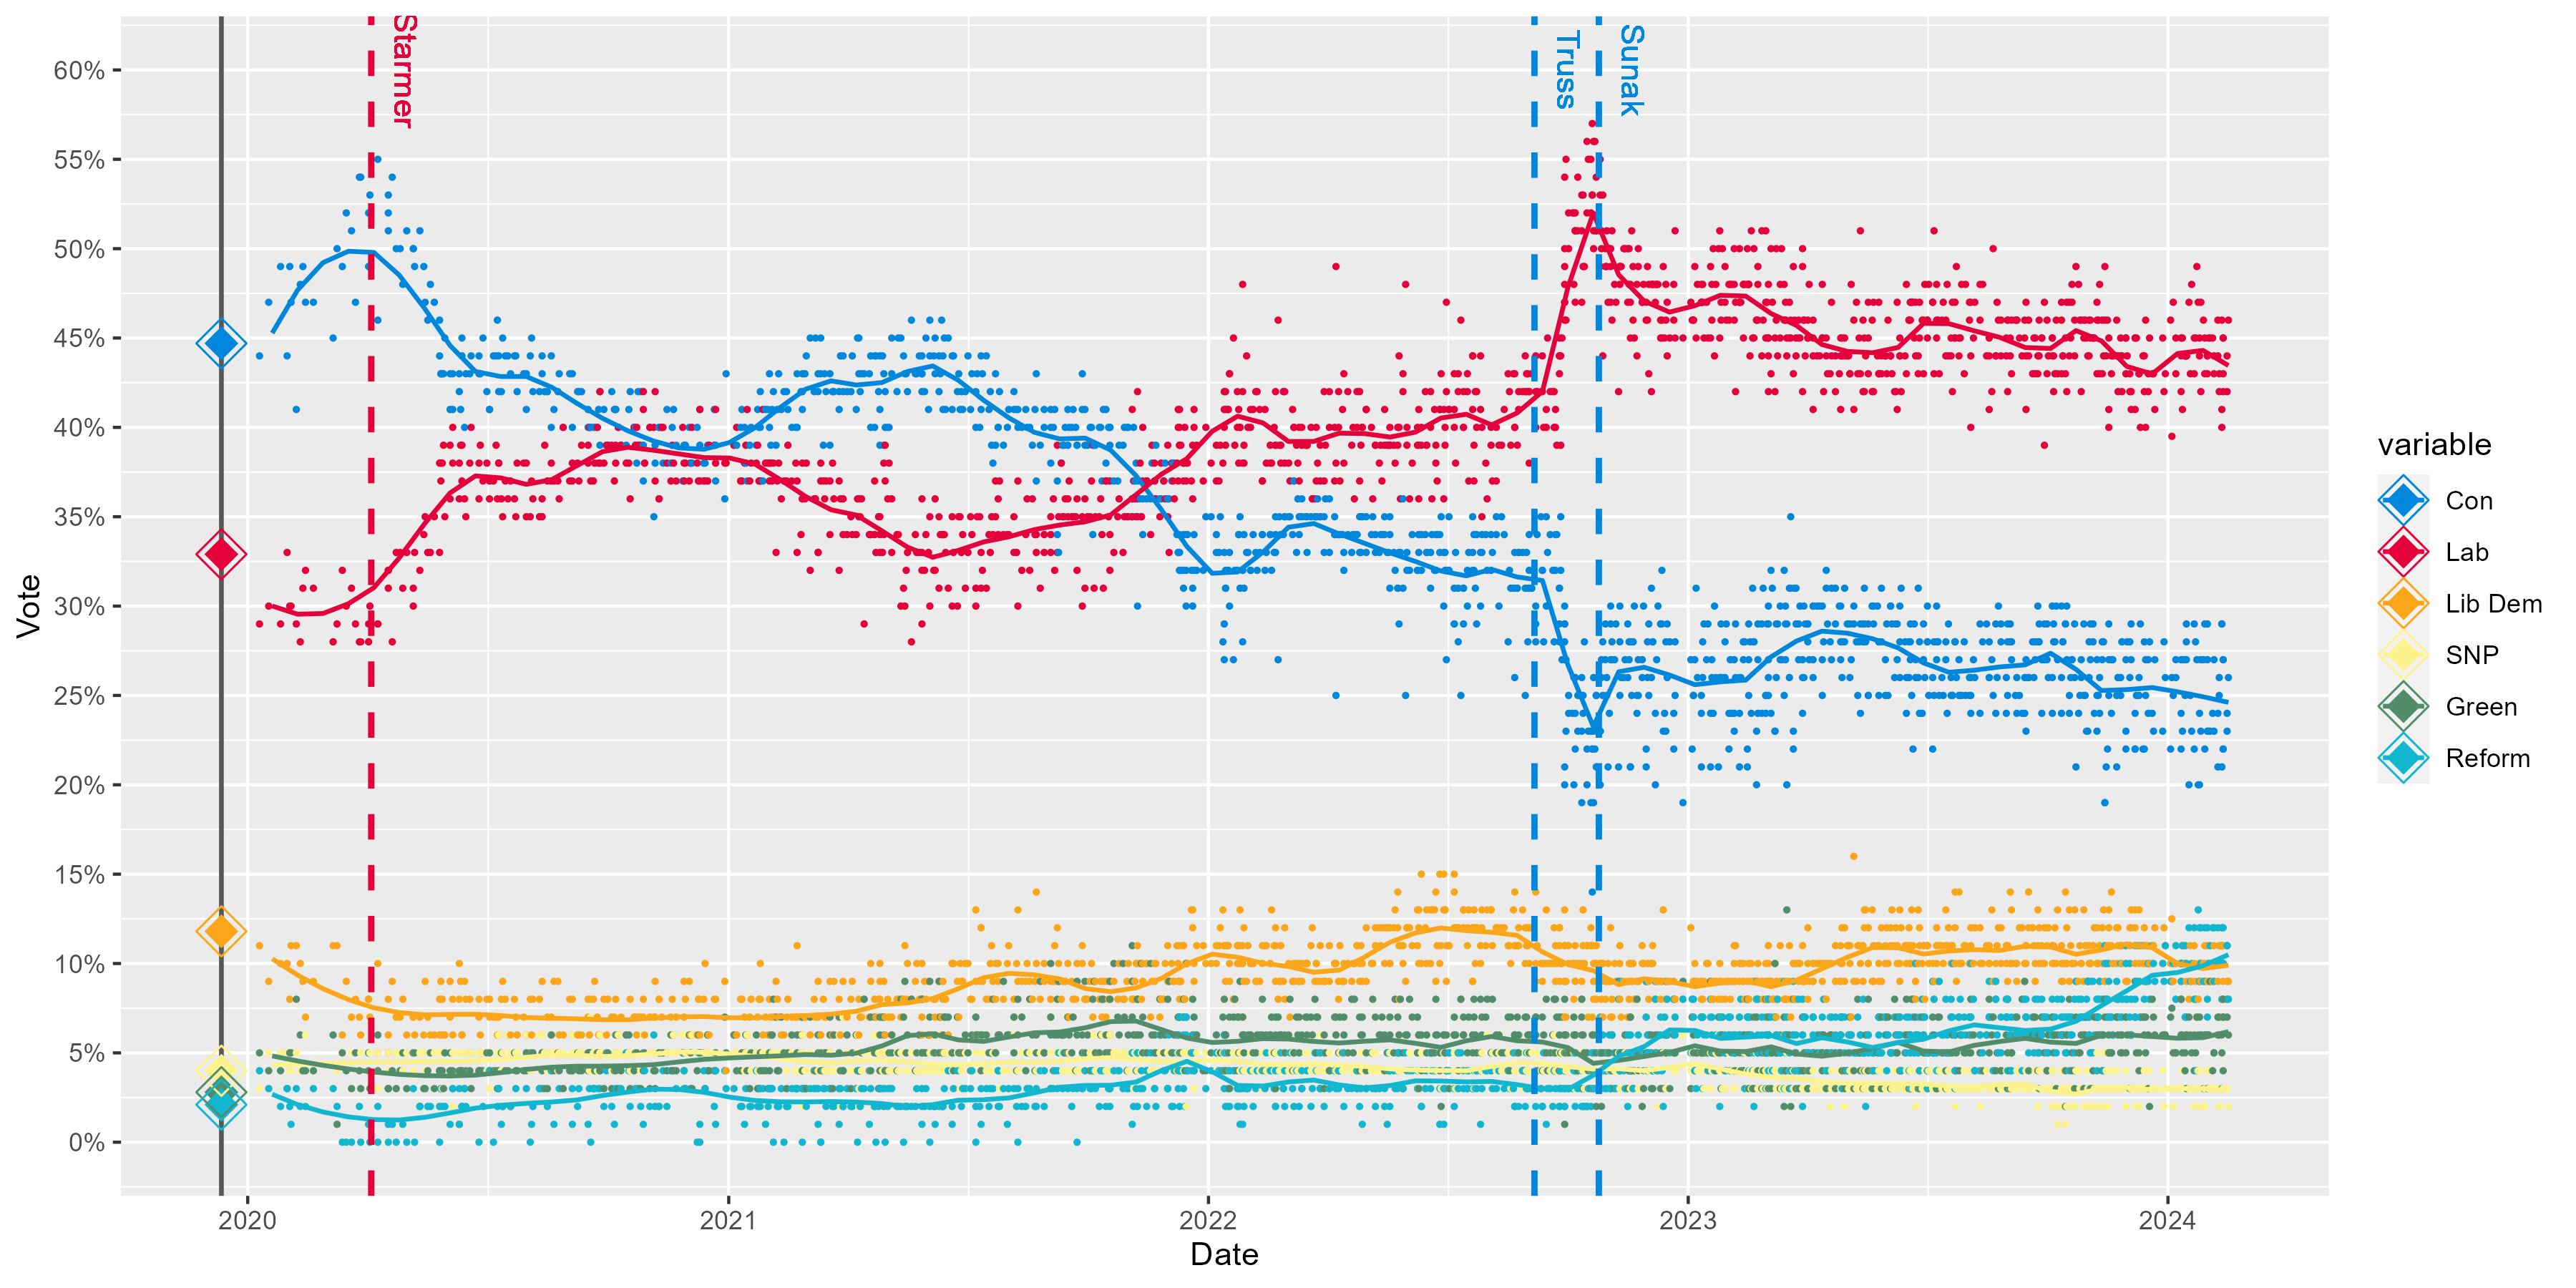 Starmer
Truss
Sunak
60%
55%
50%
45%
40%
35%
30%
25%
20%
15%
10%
5%
0%
Vote
2020
2021
2022
2023
2024
Date
variable
Con
Lab
Lib Dem
SNP
Green
Reform